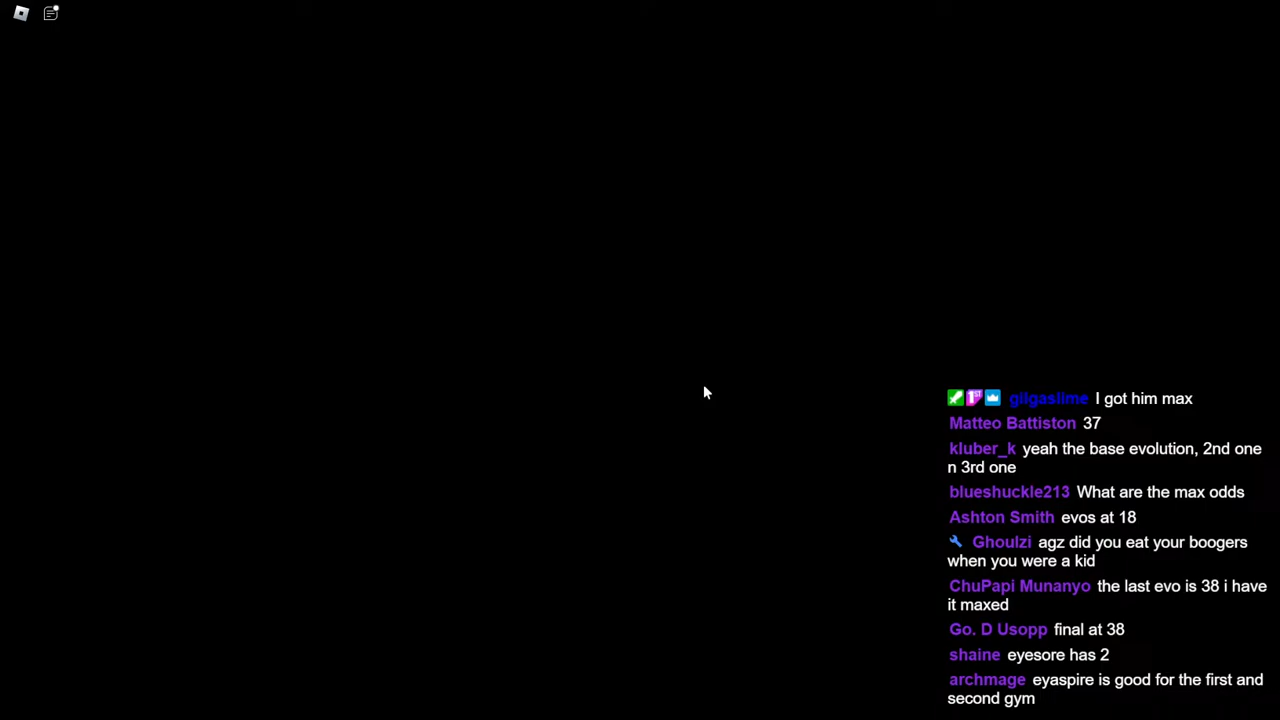 1ST gilgaslime I got him max
Matteo Battiston 37
kluber_k yeah the base evolution, 2nd one
n 3rd one
blueshuckle213 What are the max odds
Ashton Smith evos at 18
Ghoulzi agz did you eat your boogers
when you were a kid
ChuPapi Munanyo the last evo is 38 i have
it maxed
Go. D Usopp final at 38
shaine eyesore has 2
archmage eyaspire is good for the first and
second gym